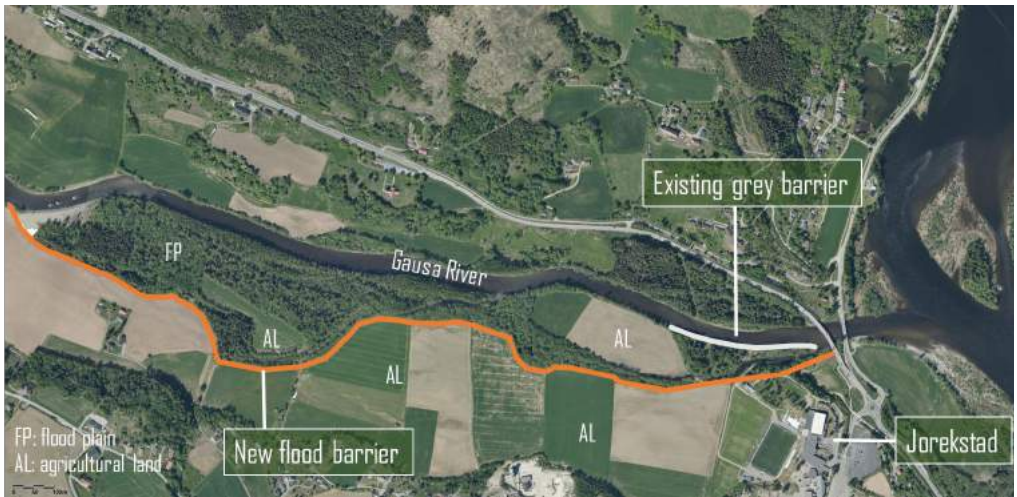 Existing grey barrier
FP
Gausa River
AL
AL
AL
AL
FP: flood plain
AL: agricultural land
New flood barrier
Jorekstad